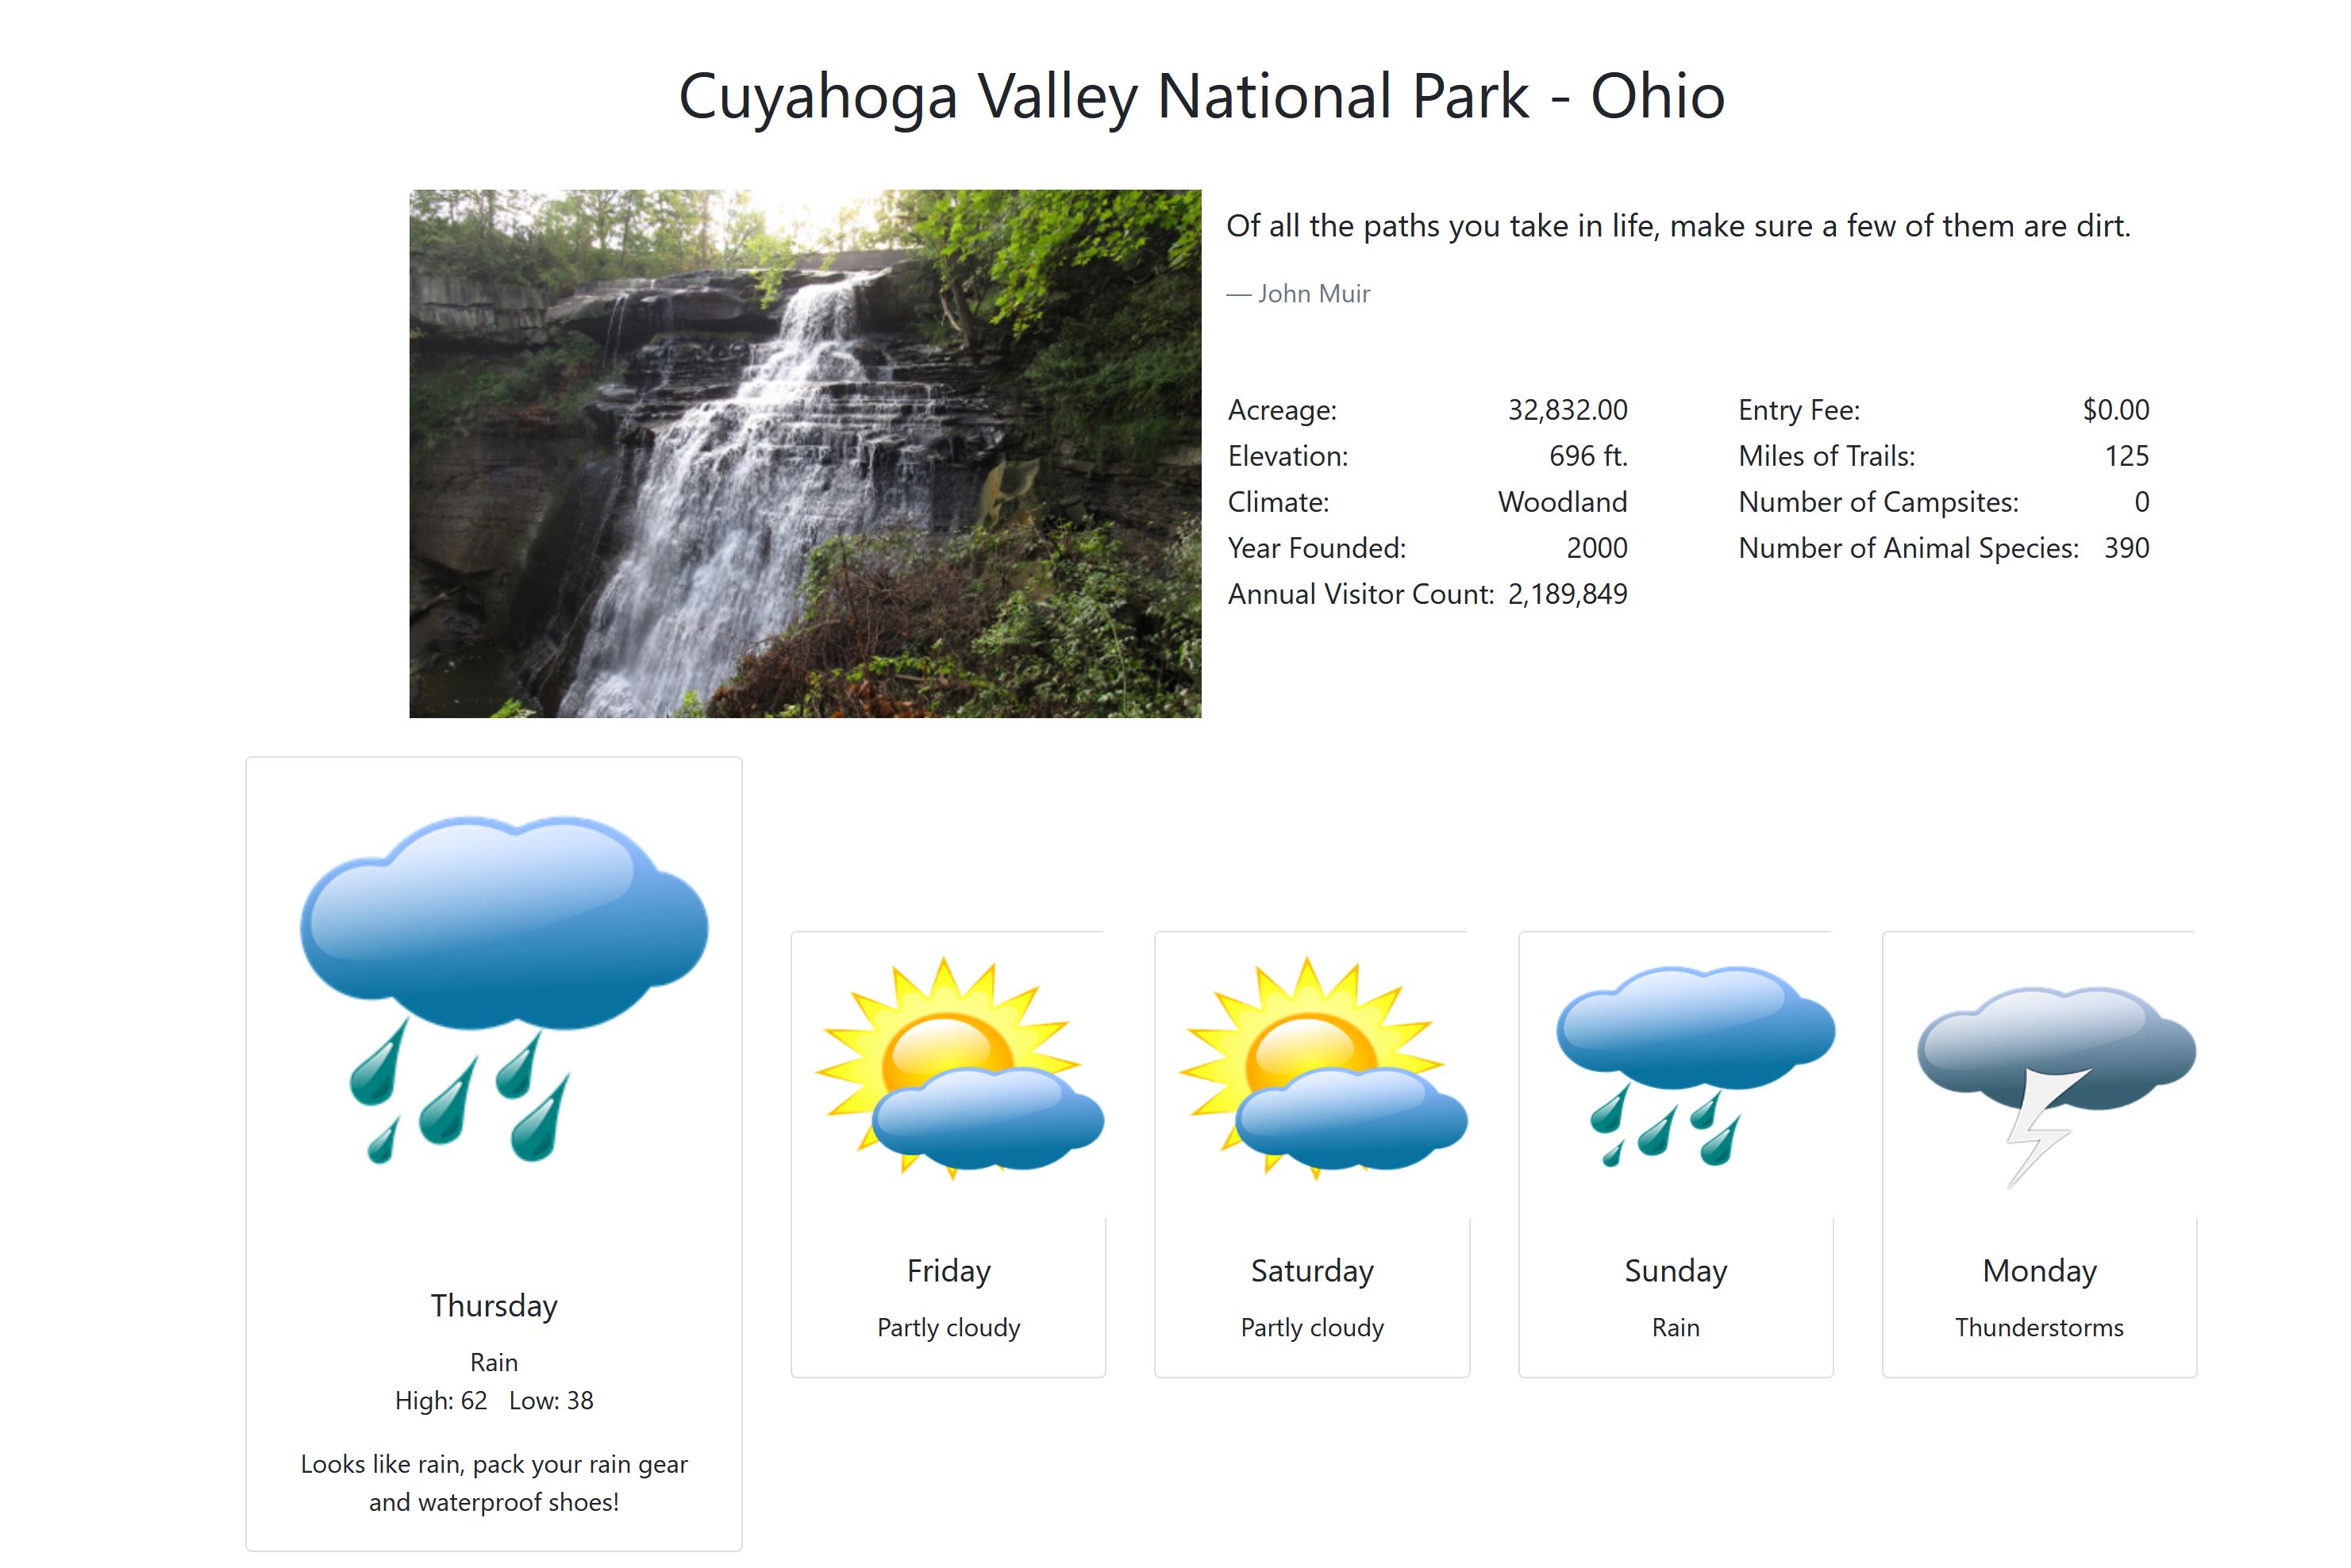 Cuyahoga Valley National Park - Ohio
Of all the paths you take in life, make sure a few of them are dirt.
— John Muir
Acreage: 32,832.00
Elevation: 696 ft.
Climate: Woodland
Year Founded: 2000
Annual Visitor Count: 2,189,849
Entry Fee: $0.00
Miles of Trails: 125
Number of Campsites: 0
Number of Animal Species: 390
Thursday
Rain
High: 62 Low: 38
Looks like rain, pack your rain gear
and waterproof shoes!
Friday
Partly cloudy
Saturday
Partly cloudy
Sunday
Rain
Monday
Thunderstorms